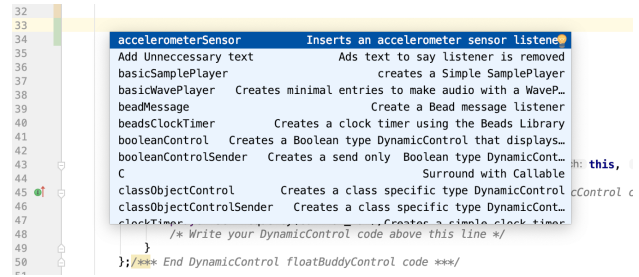 32
33
34
accelerometerSensor Inserts an accelerometer sensor listene
35
Add Unneccessary text Ads text to say listener is removed
36
basicSamplePlayer creates a Simple SamplePlayer
37
basicWavePlayer Creates minimal entries to make audio with a WaveP…
38
beadMessage Create a Bead message listener
39
beadsClockTimer Creates a clock timer using the Beads Library
40
booleanControl Creates a Boolean type DynamicControl that displays…
41
booleanControlSender Creates a send only Boolean type DynamicCont…
42
C Surround with Callable
43 this,
44
classObjectControl Creates a class specific type DynamicControl
45
classObjectControlSender Creates a class specific type DynamicCont…
46
clockTimer Creates a simple clock timer
47
48 /* Write your DynamicControl code above this line */
49 }
50 };/*** End DynamicControl floatBuddyControl code ***/